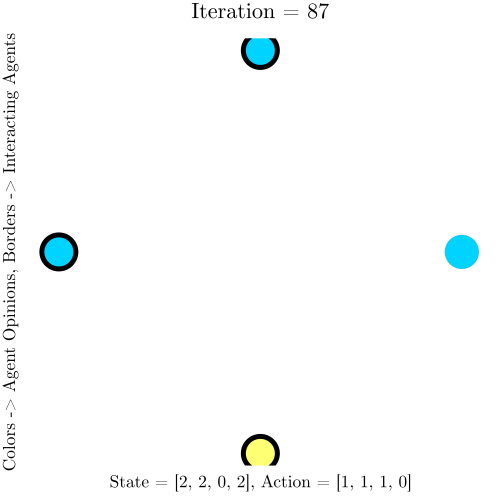 Iteration = 87
Colors -> Agent Opinions, Borders -> Interacting Agents
State = [2, 2, 0, 2], Action = [1, 1, 1, 0]